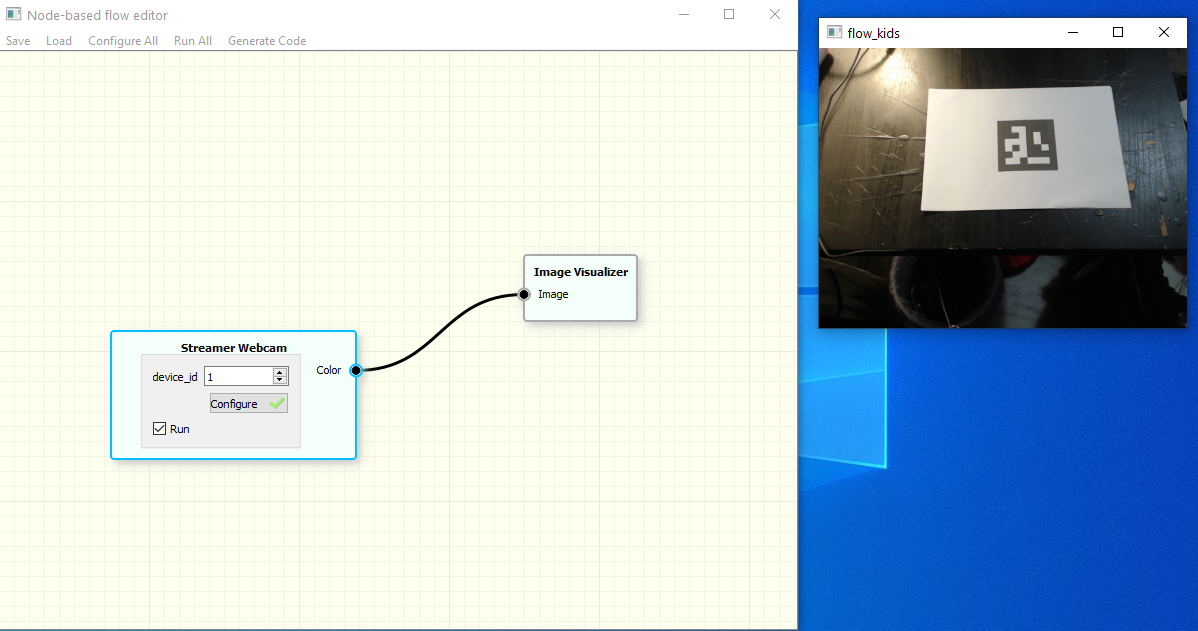 Node-based flow editor
Save Load Configure All Run All Generate Code
flow_kids
Image Visualizer
Image
Streamer Webcam
Color
device_id 1
Configure
Run